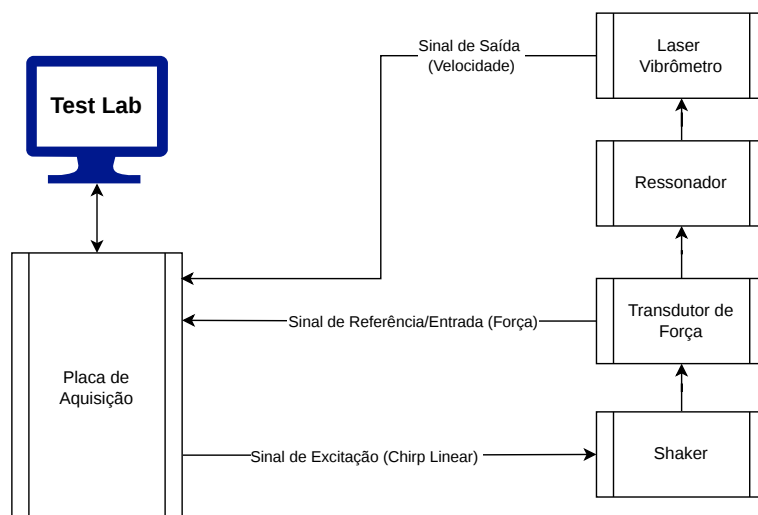 Sinal de Saída
(Velocidade)
Laser
Vibrômetro
Test Lab
Ressonador
Sinal de Referência/Entrada (Força)
Transdutor de
Força
Placa de
Aquisição
Sinal de Excitação (Chirp Linear)
Shaker